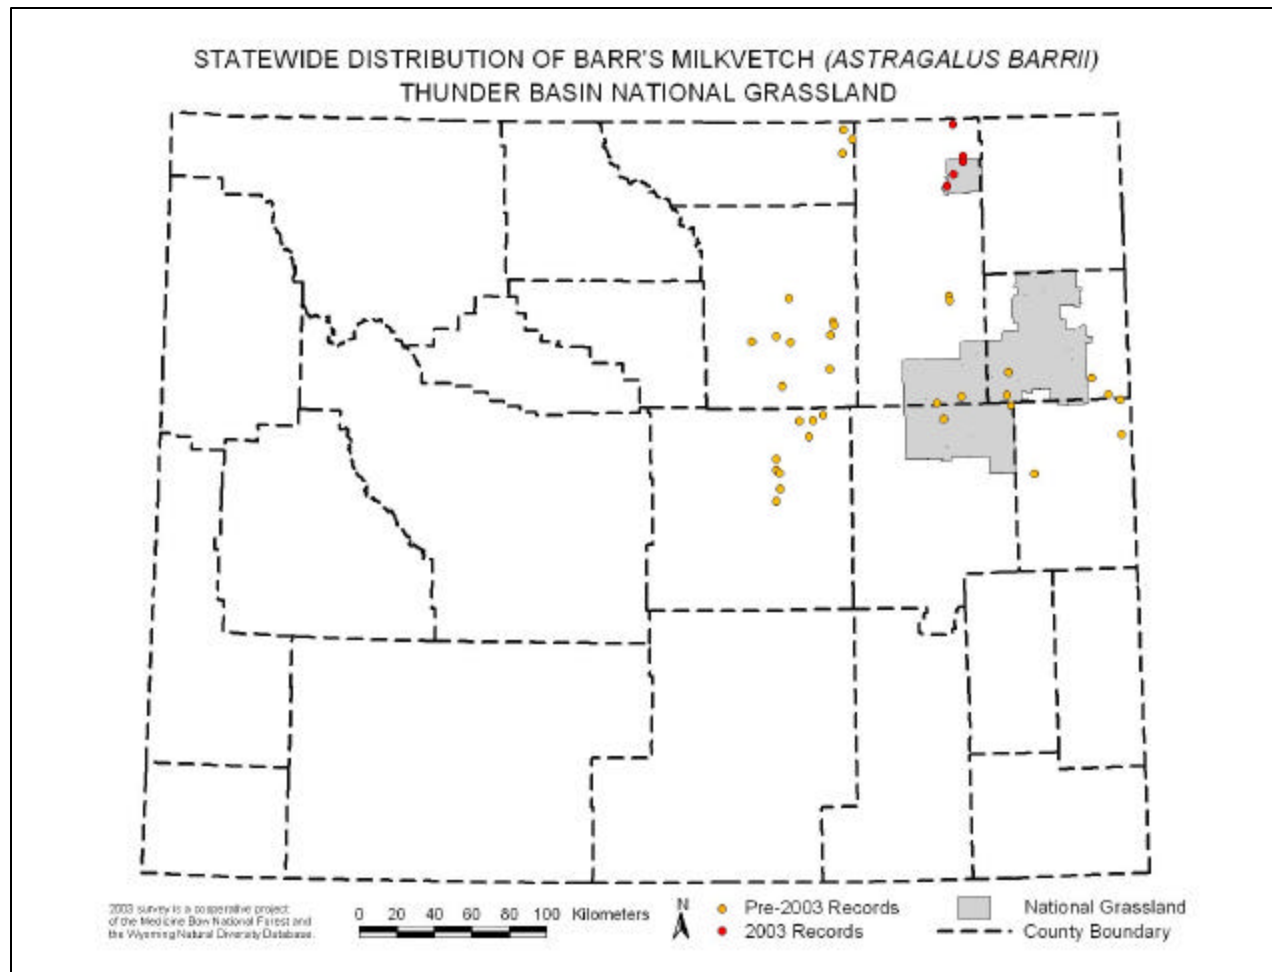 STATEWIDE DISTRIBUTION OF BARR'S MILKVETCH (ASTRAGALUS BARRII)
THUNDER BASIN NATIONAL GRASSLAND
2003 survey is a cooperative project
of the Medicine Bow National Forest and
the Wyoming Natural Diversity Database.
0 20 40 60 80 100 Kilometers
N
Pre-2003 Records
2003 Records
National Grassland
County Boundary